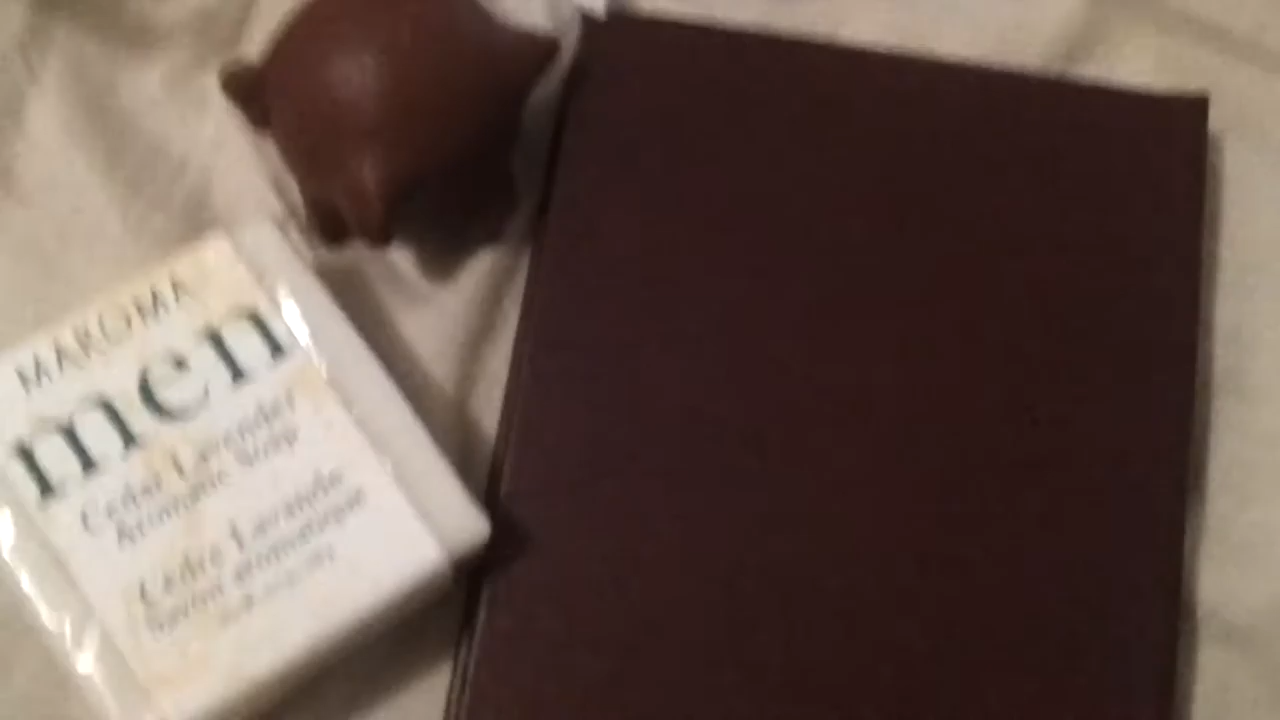 MAROMA
men
Cedar Lavender
Aromatic Soap
Cèdre Lavande
Savon aromatique